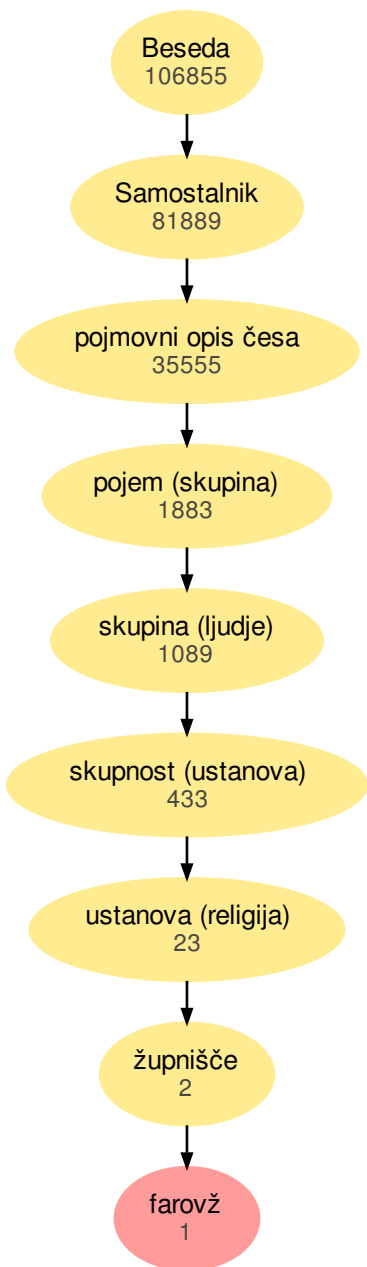 Beseda
106855
Samostalnik
81889
pojmovni opis česa
35555
pojem (skupina)
1883
skupina (ljudje)
1089
skupnost (ustanova)
433
ustanova (religija)
23
župnišče
2
farovž
1